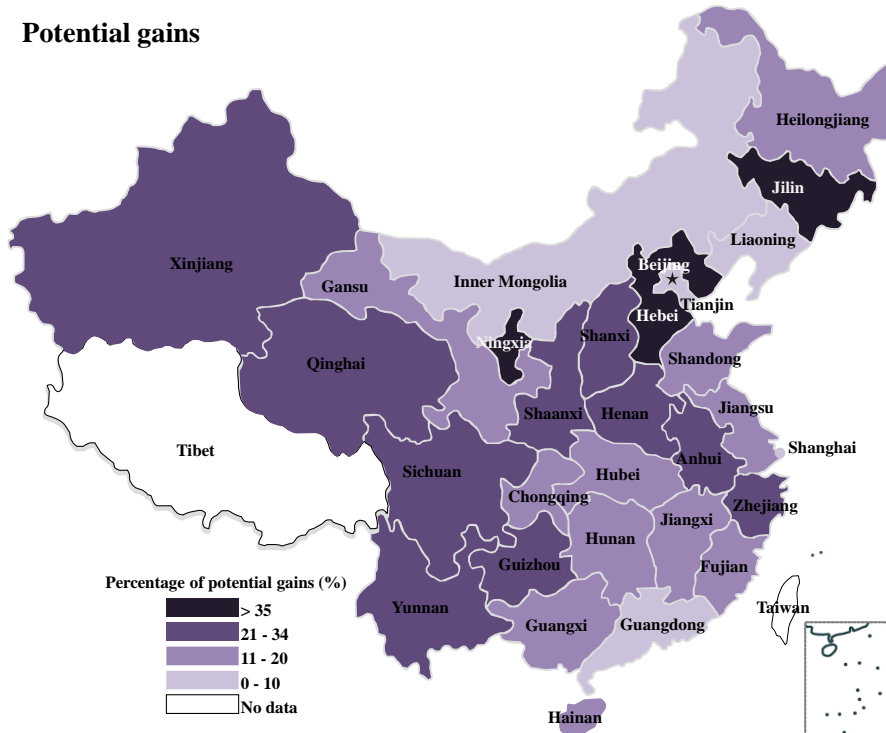 Potential gains
Heilongjiang
Jilin
Liaoning
Xinjiang
Beijing
Inner Mongolia
Gansu
Tianjin
Hebei
Ningxia
Shanxi
Qinghai
Shandong
Shaanxi
Henan
Jiangsu
Shanghai
Tibet
Anhui
Sichuan
Hubei
Chongqing
Zhejiang
Jiangxi
Hunan
Guizhou
Fujian
Yunnan
Taiwan
Guangxi
Guangdong
Hainan
Percentage of potential gains (%)
> 35
21 - 34
11 - 20
0 - 10
No data